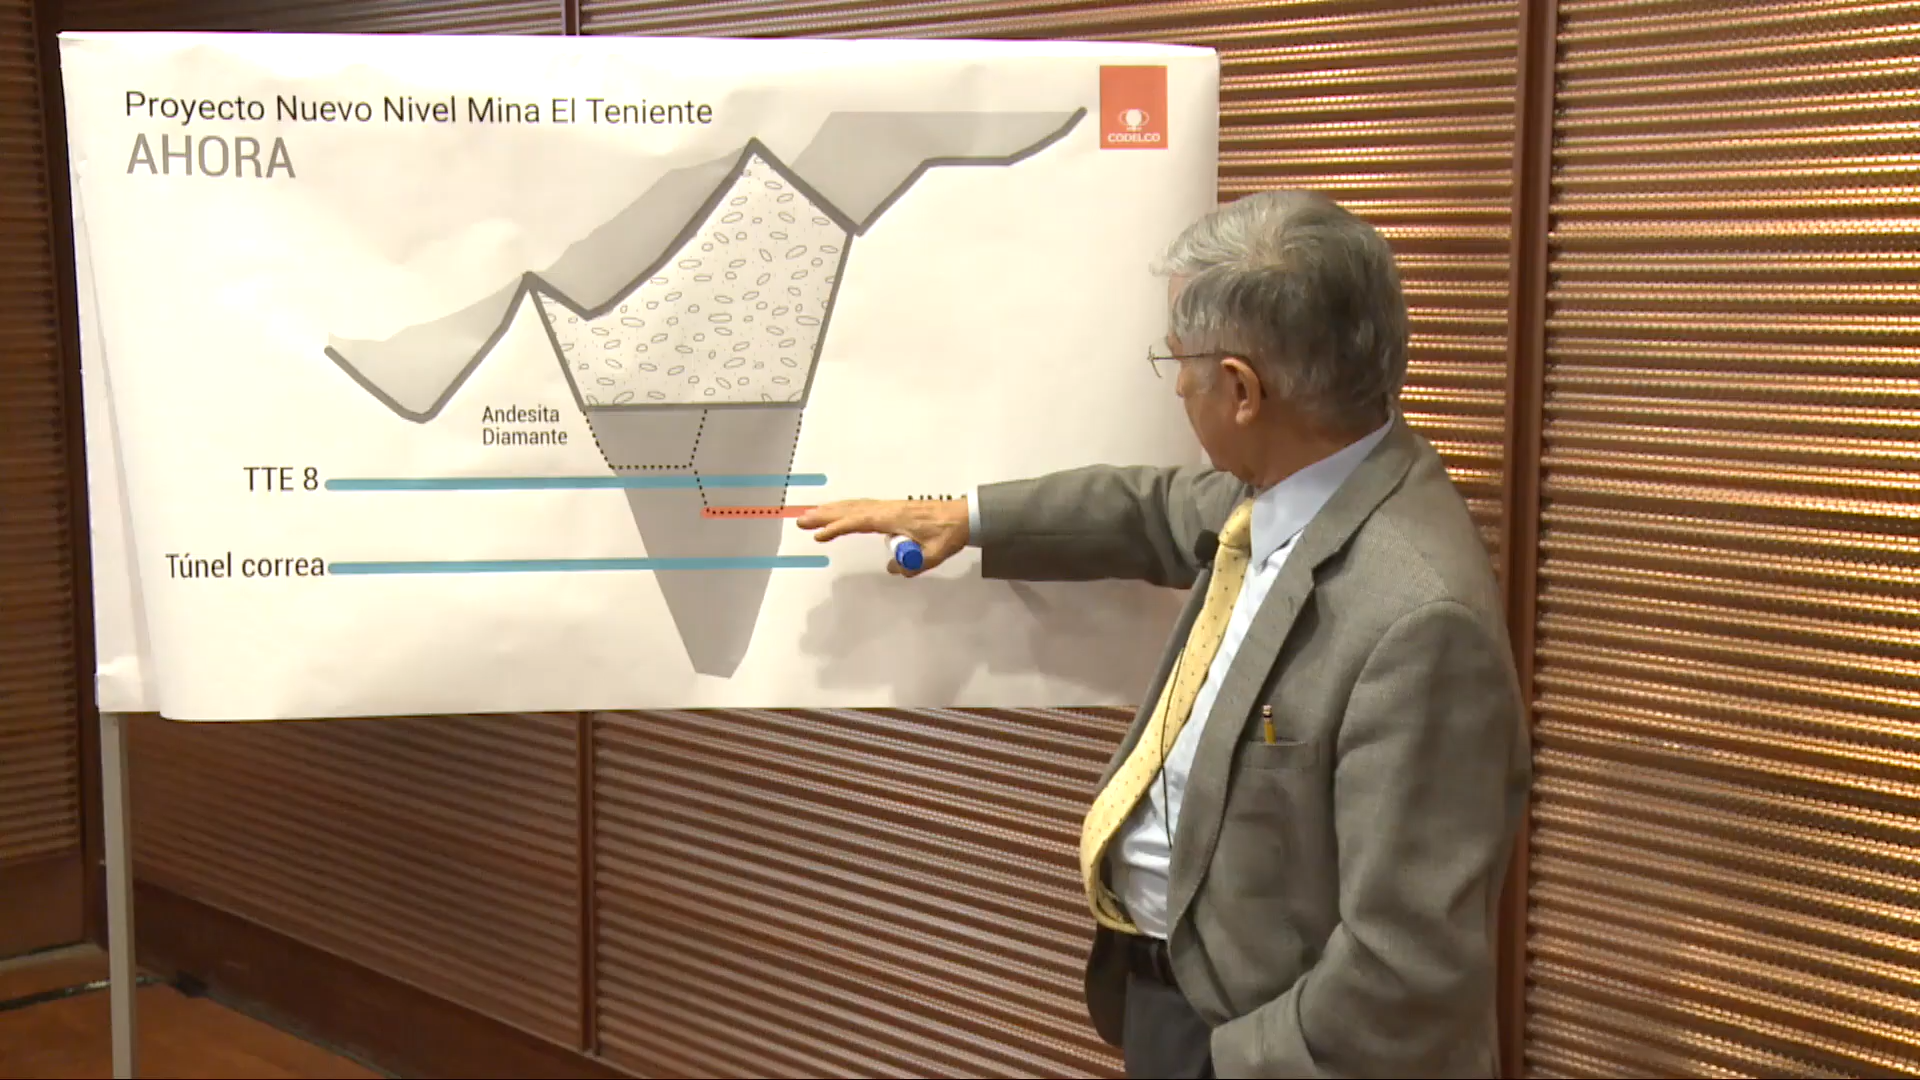 Proyecto Nuevo Nivel Mina El Teniente
AHORA
CODELCO
Andesita
Diamante
TTE 8
Túnel correa